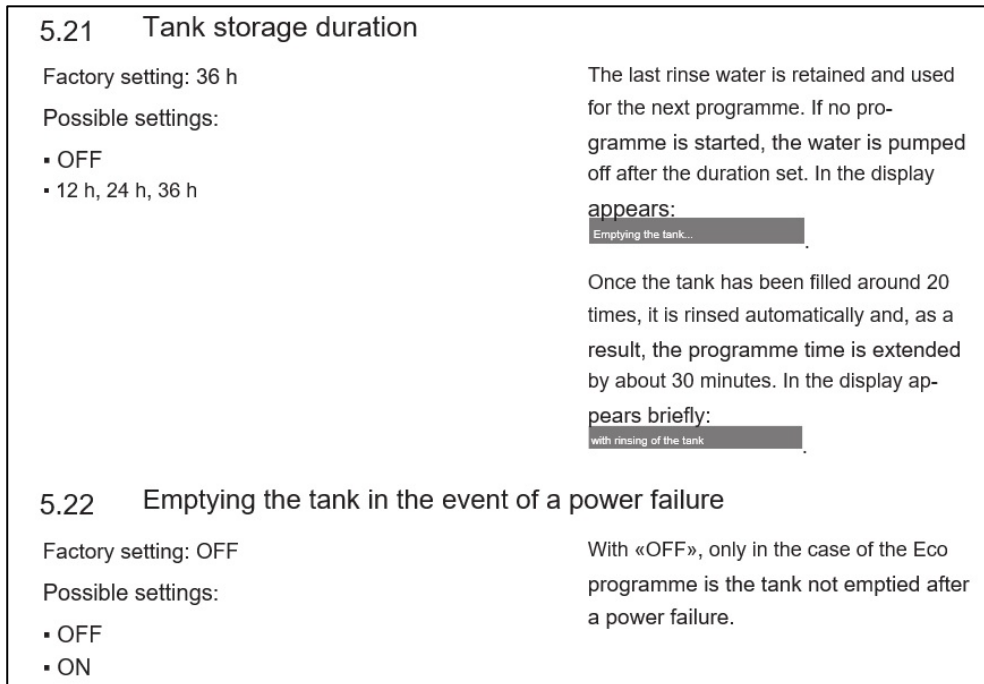 5.21 Tank storage duration
Factory setting: 36 h
Possible settings:
▪ OFF
▪ 12 h, 24 h, 36 h
The last rinse water is retained and used
for the next programme. If no pro-
gramme is started, the water is pumped
off after the duration set. In the display
appears:
Emptying the tank...
.
Once the tank has been filled around 20
times, it is rinsed automatically and, as a
result, the programme time is extended
by about 30 minutes. In the display ap-
pears briefly:
with rinsing of the tank
.
5.22 Emptying the tank in the event of a power failure
Factory setting: OFF
Possible settings:
▪ OFF
▪ ON
With «OFF», only in the case of the Eco
programme is the tank not emptied after
a power failure.